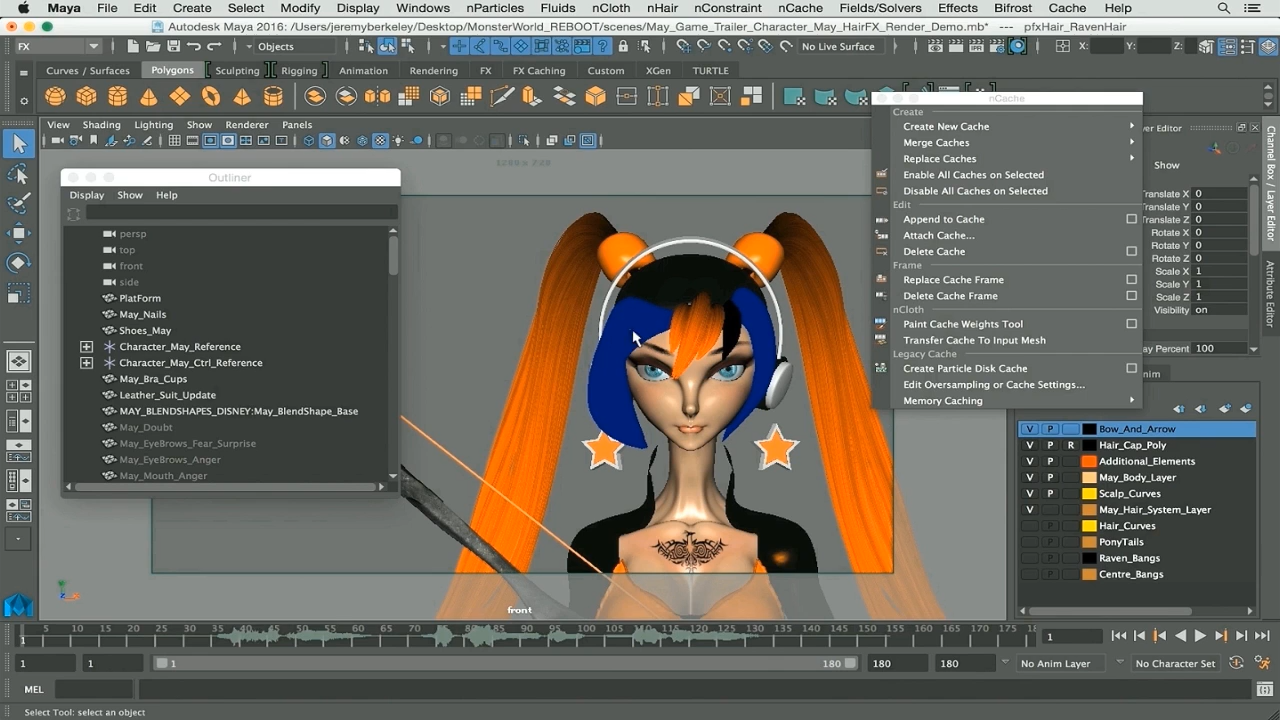 Maya File Edit Create Select Modify Display Windows nParticles Fluids nCloth nHair nConstraint nCache Fields/Solvers Effects Bifrost Cache Help
Autodesk Maya 2016: /Users/jeremyberkeley/Desktop/MonsterWorld_REBOOT/scenes/May_Game_Trailer_Character_May_HairFX_Render_Demo.mb* --- pfxHair_RavenHair
FX Objects No Live Surface X: Y: Z:
Curves / Surfaces Polygons Sculpting Rigging Animation Rendering FX FX Caching Custom XGen TURTLE
View Shading Lighting Show Renderer Panels
nCache
Create
Create New Cache
Merge Caches
Replace Caches
Enable All Caches on Selected
Disable All Caches on Selected
Edit
Append to Cache
Attach Cache...
Delete Cache
Frame
Replace Cache Frame
Delete Cache Frame
nCloth
Paint Cache Weights Tool
Transfer Cache To Input Mesh
Legacy Cache
Create Particle Disk Cache
Edit Oversampling or Cache Settings...
Memory Caching
Outliner
Display Show Help
persp
top
front
side
PlatForm
May_Nails
Shoes_May
Character_May_Reference
Character_May_Ctrl_Reference
May_Bra_Cups
Leather_Suit_Update
MAY_BLENDSHAPES_DISNEY:May_BlendShape_Base
May_Doubt
May_EyeBrows_Fear_Surprise
May_EyeBrows_Anger
May_Mouth_Anger
yer Editor
Show
Translate X 0
Translate Y 0
Translate Z 0
Rotate X 0
Rotate Y 0
Rotate Z 0
Scale X 1
Scale Y 1
Scale Z 1
Visibility on
ay Percent 100
nim
Channel Box / Layer Editor
Attribute Editor
V P Bow_And_Arrow
V P R Hair_Cap_Poly
V P Additional_Elements
V P May_Body_Layer
V P Scalp_Curves
V May_Hair_System_Layer
P Hair_Curves
P PonyTails
P Raven_Bangs
P Centre_Bangs
front
1 5 10 15 20 25 30 35 40 45 50 55 60 65 70 75 80 85 90 95 100 105 110 115 120 125 130 135 140 145 150 155 160 165 170 175 18 1
1 1 1 180 180 180 No Anim Layer No Character Set
MEL
Select Tool: select an object